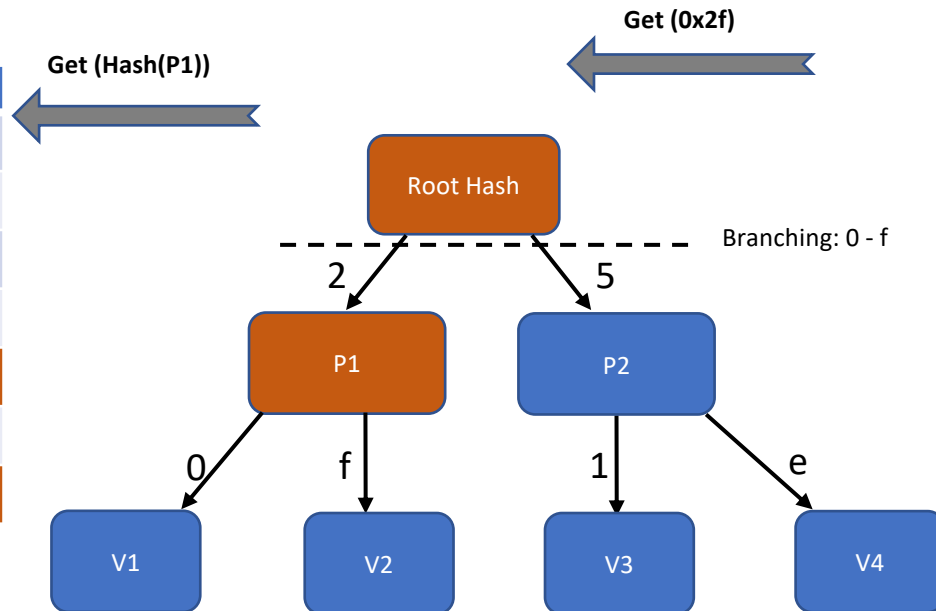 Get (0x2f)
Get (Hash(P1))
Root Hash
Branching: 0 - f
2
5
P1
P2
0
f
1
e
V1
V2
V3
V4